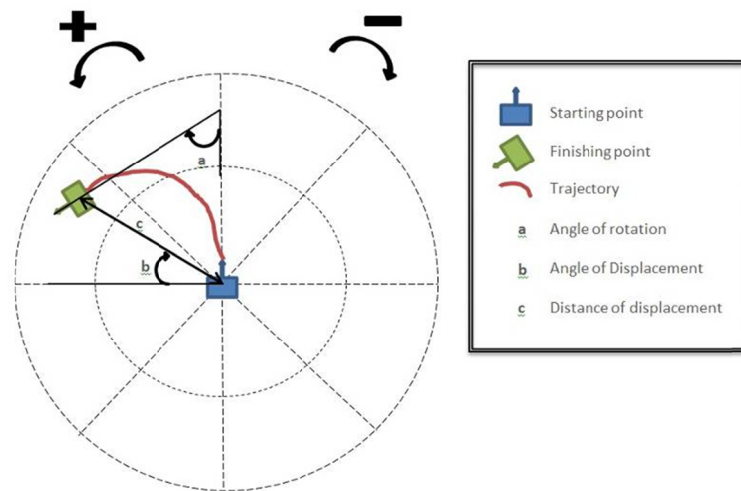 +
−
a
c
b
Starting point
Finishing point
Trajectory
a Angle of rotation
b Angle of Displacement
c Distance of displacement